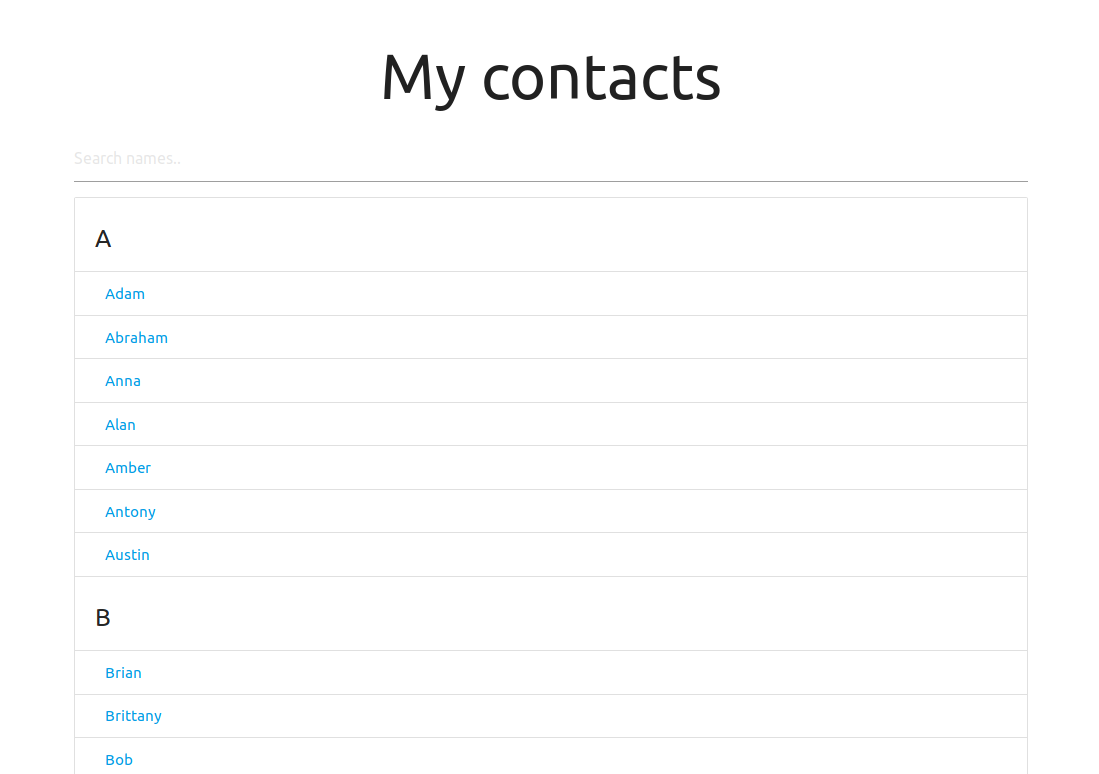 My contacts
Search names..
A
Adam
Abraham
Anna
Alan
Amber
Antony
Austin
B
Brian
Brittany
Bob